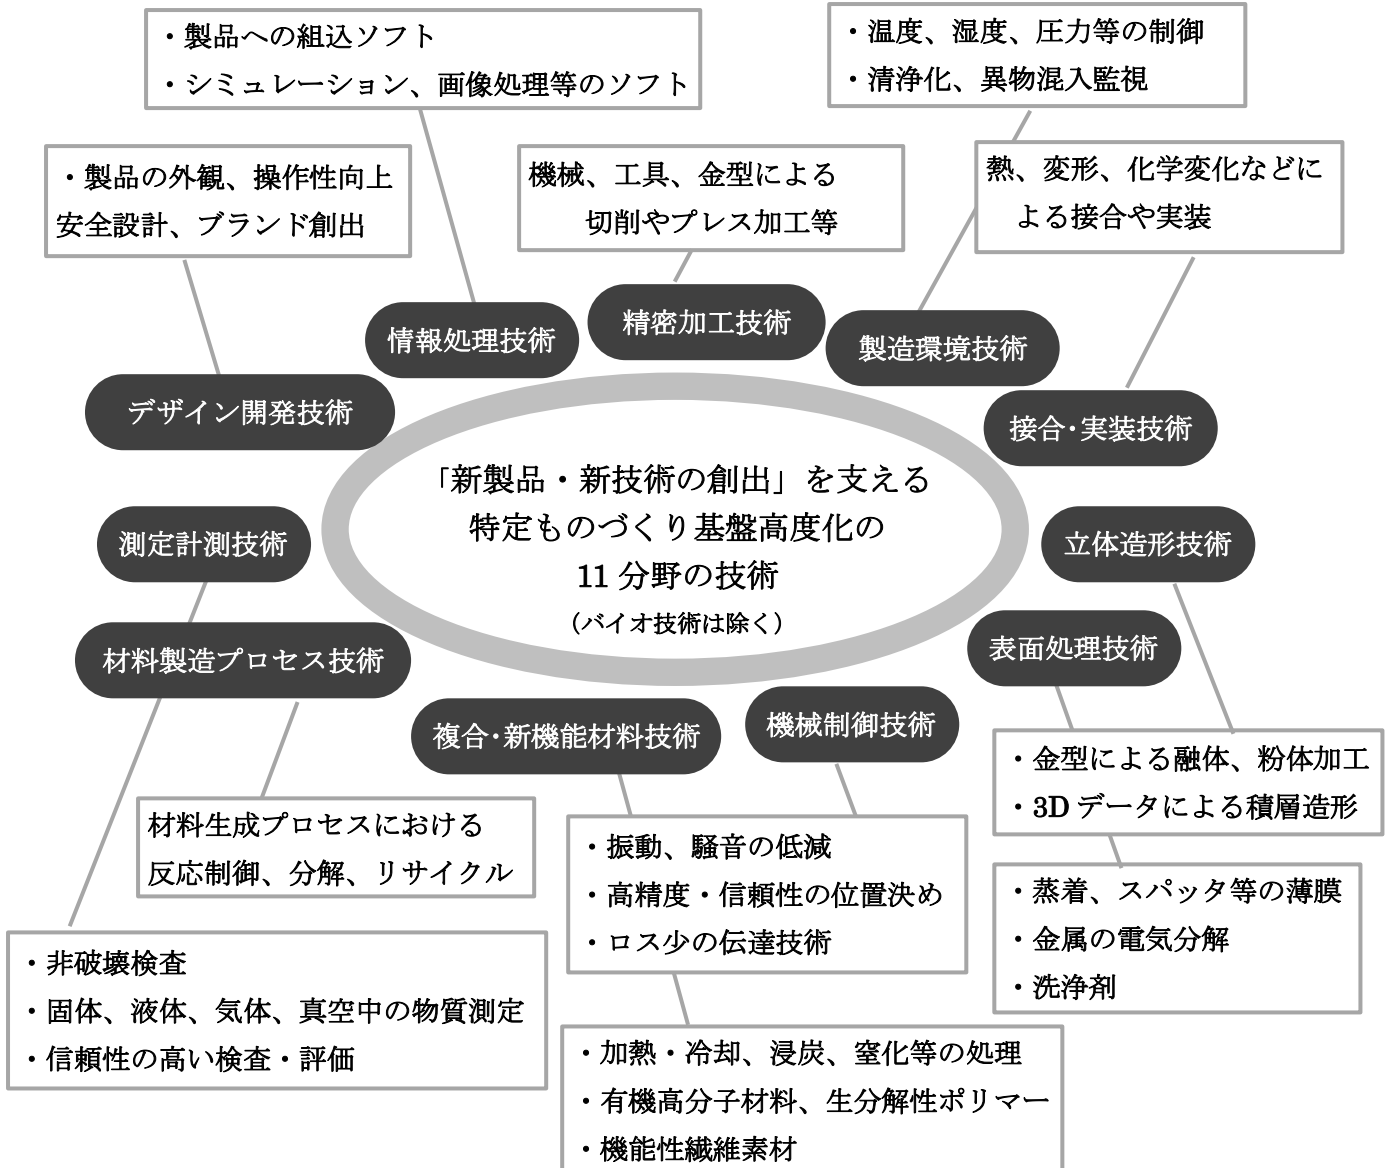 ・製品への組込ソフト
・シミュレーション、画像処理等のソフト
・温度、湿度、圧力等の制御
・清浄化、異物混入監視
・製品の外観、操作性向上
安全設計、ブランド創出
機械、工具、金型による
切削やプレス加工等
熱、変形、化学変化などに
よる接合や実装
情報処理技術
精密加工技術
製造環境技術
デザイン開発技術
接合・実装技術
「新製品・新技術の創出」を支える
特定ものづくり基盤高度化の
11 分野の技術
（バイオ技術は除く）
測定計測技術
立体造形技術
材料製造プロセス技術
表面処理技術
複合・新機能材料技術
機械制御技術
・金型による融体、粉体加工
・3D データによる積層造形
材料生成プロセスにおける
反応制御、分解、リサイクル
・振動、騒音の低減
・高精度・信頼性の位置決め
・ロス少の伝達技術
・蒸着、スパッタ等の薄膜
・金属の電気分解
・洗浄剤
・非破壊検査
・固体、液体、気体、真空中の物質測定
・信頼性の高い検査・評価
・加熱・冷却、浸炭、窒化等の処理
・有機高分子材料、生分解性ポリマー
・機能性繊維素材